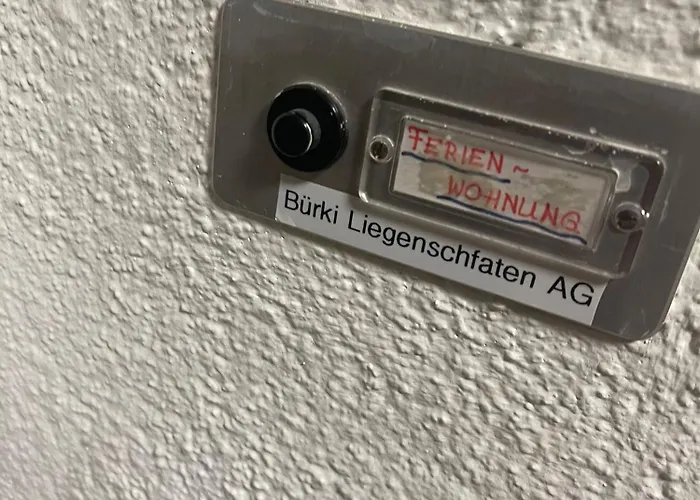 FERIEN~
WOHNUNG
Bürki Liegenschfaten AG